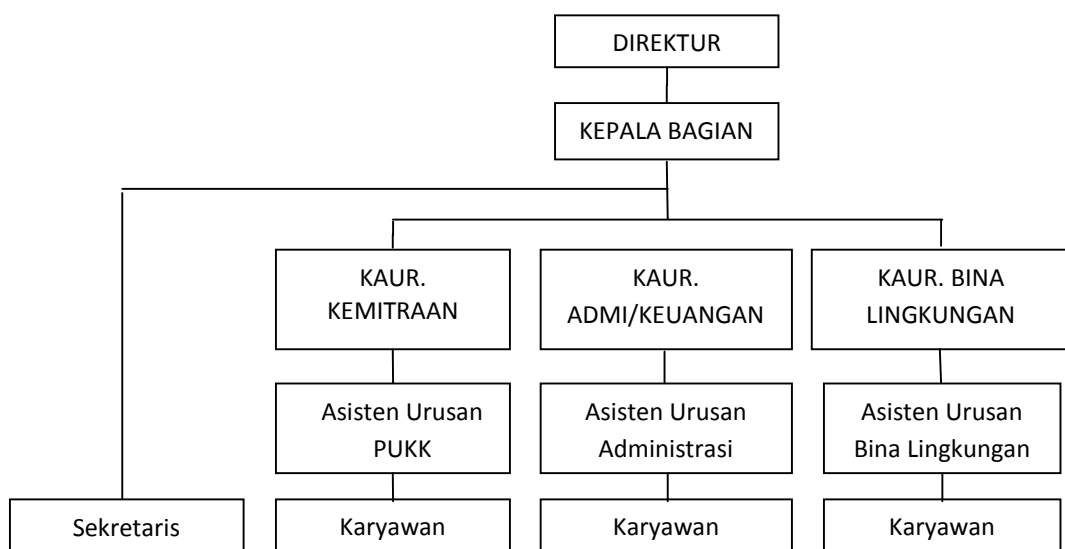 DIREKTUR
KEPALA BAGIAN
KAUR.
KEMITRAAN
KAUR.
ADMI/KEUANGAN
KAUR. BINA
LINGKUNGAN
Asisten Urusan
PUKK
Asisten Urusan
Administrasi
Asisten Urusan
Bina Lingkungan
Sekretaris
Karyawan
Karyawan
Karyawan